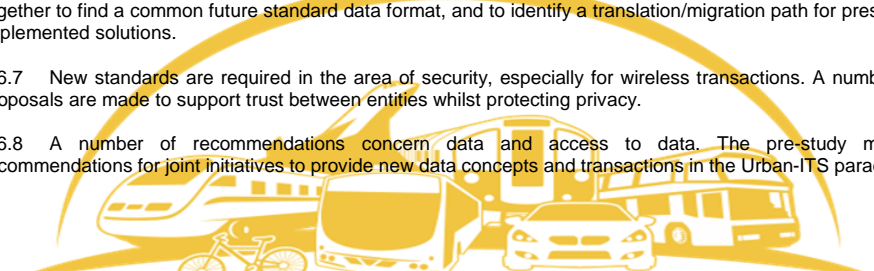 gether to find a common future standard data format, and to identify a translation/migration path for pres
plemented solutions.
6.7 New standards are required in the area of security, especially for wireless transactions. A numb
oposals are made to support trust between entities whilst protecting privacy.
6.8 A number of recommendations concern data and access to data. The pre-study m
commendations for joint initiatives to provide new data concepts and transactions in the Urban-ITS parad